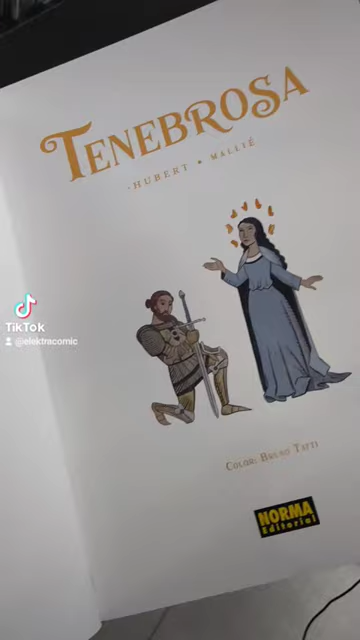 TENEBROSA
·HUBERT • MALLIÉ
TikTok
@elektracomic
COLOR: BRUNO TATTI
NORMA
Editorial